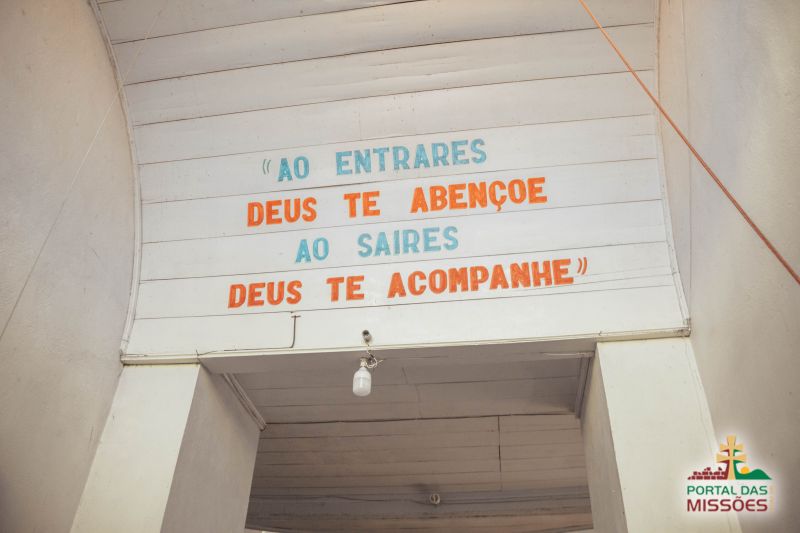 "AO ENTRARES
DEUS TE ABENÇOE
AO SAIRES
DEUS TE ACOMPANHE"
PORTAL DAS
MISSÕES